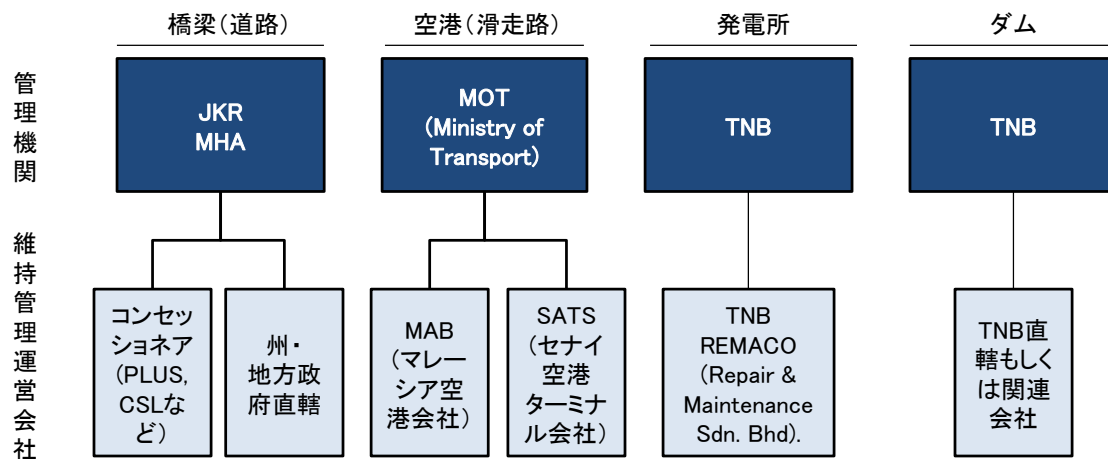 橋梁(道路)
空港(滑走路)
発電所
ダム
管理機関
JKR
MHA
MOT
(Ministry of
Transport)
TNB
TNB
維持管理運営会社
コンセッ
ショネア
(PLUS,
CSLな
ど)
州・
地方政
府直轄
MAB
(マレー
シア空
港会社)
SATS
(セナイ
空港
ターミナ
ル会社)
TNB
REMACO
(Repair &
Maintenance
Sdn. Bhd).
TNB直
轄もしく
は関連
会社